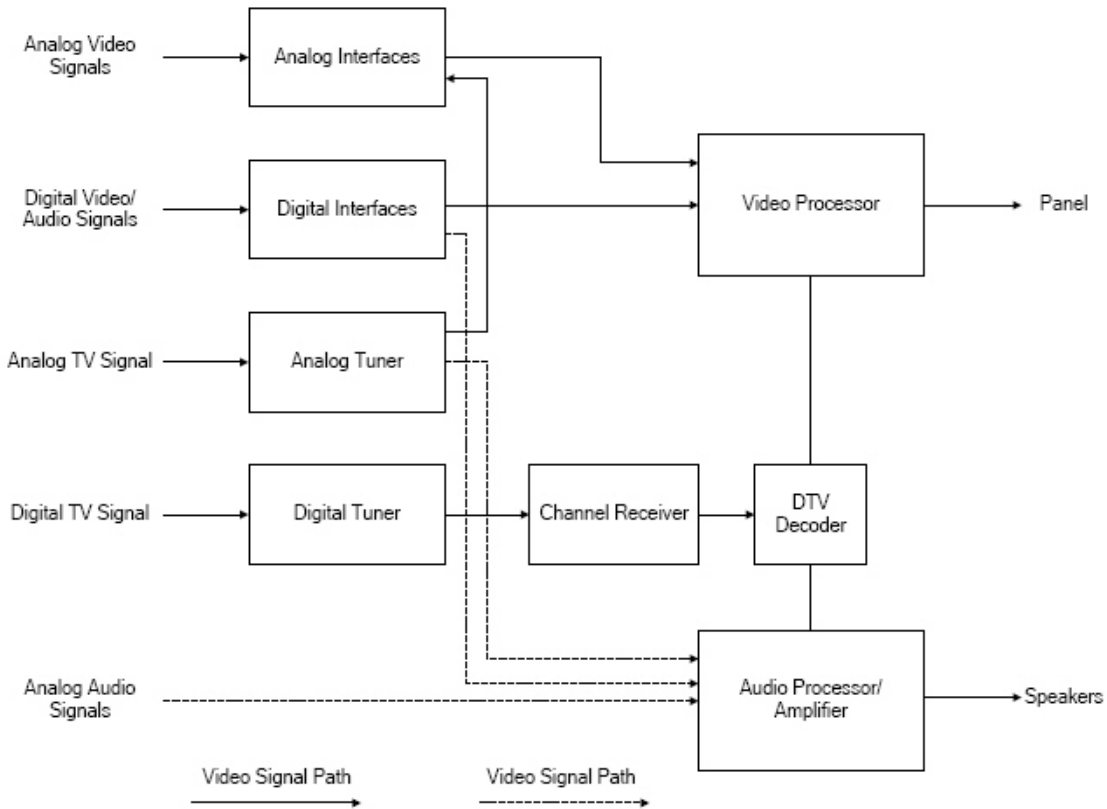 Analog Video
Signals
Analog Interfaces
Digital Video/
Audio Signals
Digital Interfaces
Video Processor
Panel
Analog TV Signal
Analog Tuner
Digital TV Signal
Digital Tuner
Channel Receiver
DTV
Decoder
Analog Audio
Signals
Audio Processor/
Amplifier
Speakers
Video Signal Path
Video Signal Path